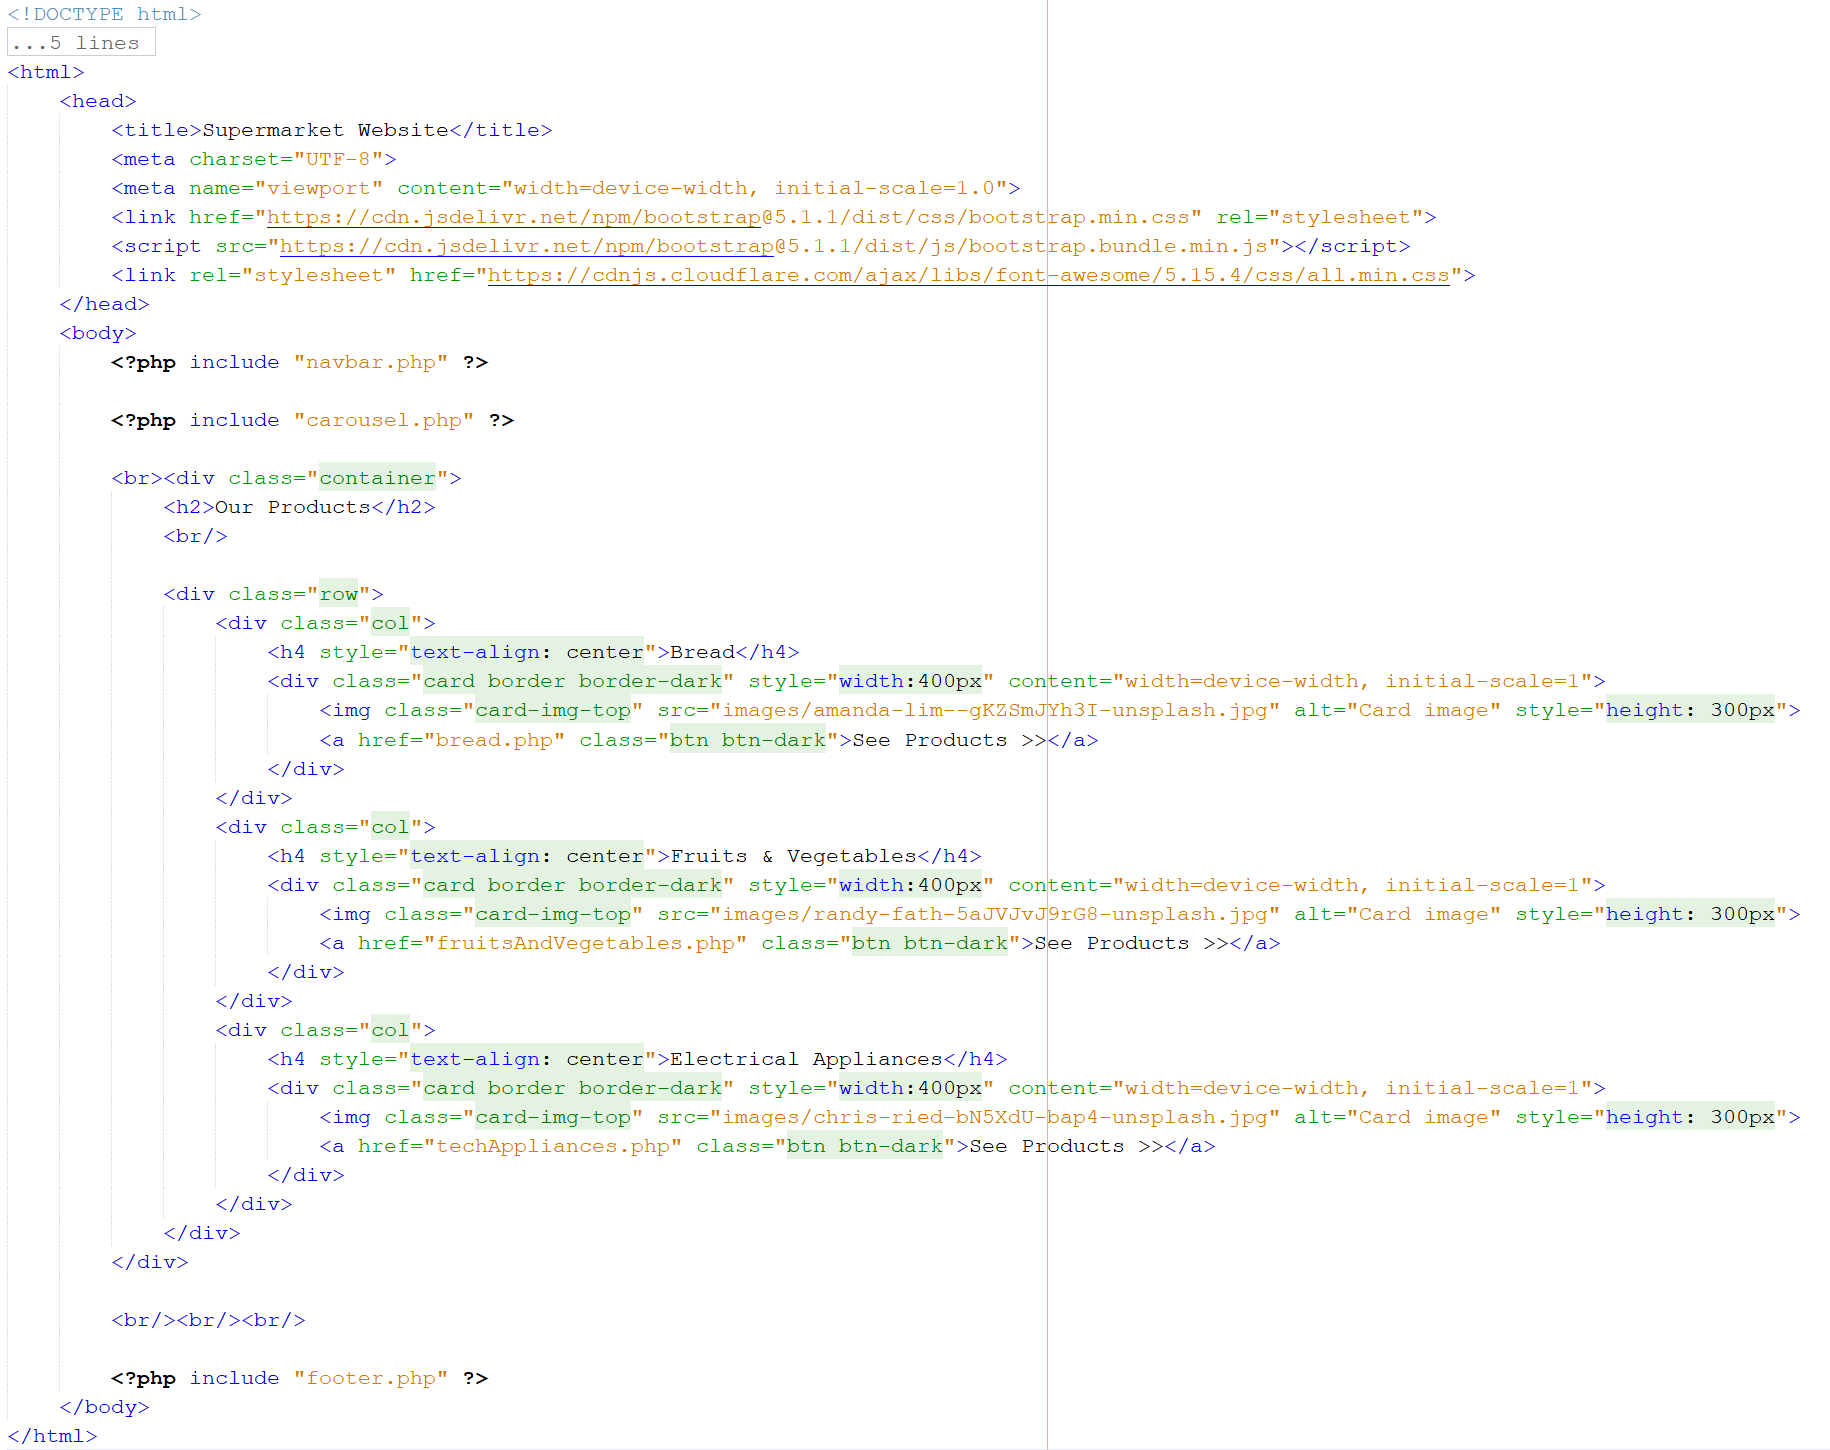 <!DOCTYPE html>
...5 lines
<html>
<head>
<title>Supermarket Website</title>
<meta charset="UTF-8">
<meta name="viewport" content="width=device-width, initial-scale=1.0">
<link href="https://cdn.jsdelivr.net/npm/bootstrap@5.1.1/dist/css/bootstrap.min.css" rel="stylesheet">
<script src="https://cdn.jsdelivr.net/npm/bootstrap@5.1.1/dist/js/bootstrap.bundle.min.js"></script>
<link rel="stylesheet" href="https://cdnjs.cloudflare.com/ajax/libs/font-awesome/5.15.4/css/all.min.css">
</head>
<body>
<?php include "navbar.php" ?>
<?php include "carousel.php" ?>
<br><div class="container">
<h2>Our Products</h2>
<br/>
<div class="row">
<div class="col">
<h4 style="text-align: center">Bread</h4>
<div class="card border border-dark" style="width:400px" content="width=device-width, initial-scale=1">
<img class="card-img-top" src="images/amanda-lim--gKZSmJYh3I-unsplash.jpg" alt="Card image" style="height: 300px">
<a href="bread.php" class="btn btn-dark">See Products >></a>
</div>
</div>
<div class="col">
<h4 style="text-align: center">Fruits & Vegetables</h4>
<div class="card border border-dark" style="width:400px" content="width=device-width, initial-scale=1">
<img class="card-img-top" src="images/randy-fath-5aJVJvJ9rG8-unsplash.jpg" alt="Card image" style="height: 300px">
<a href="fruitsAndVegetables.php" class="btn btn-dark">See Products >></a>
</div>
</div>
<div class="col">
<h4 style="text-align: center">Electrical Appliances</h4>
<div class="card border border-dark" style="width:400px" content="width=device-width, initial-scale=1">
<img class="card-img-top" src="images/chris-ried-bN5XdU-bap4-unsplash.jpg" alt="Card image" style="height: 300px">
<a href="techAppliances.php" class="btn btn-dark">See Products >></a>
</div>
</div>
</div>
</div>
<br/><br/><br/>
<?php include "footer.php" ?>
</body>
</html>